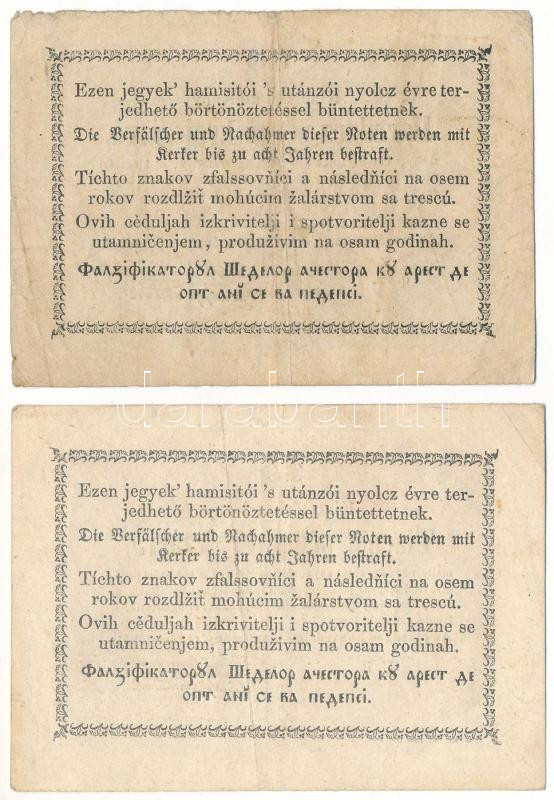 Ezen jegyek’ hamisitói ’s utánzói nyolcz évre ter-
jedhető börtönöztetéssel büntettetnek.
Die Verfälscher und Nachahmer dieser Noten werden mit
Kerker bis zu acht Jahren bestraft.
Tíchto znakov zfalssovňíci a následňíci na osem
rokov rozdlžiť mohúcim žalárstvom sa trescú.
Ovih cěduljah izkrivitelji i spotvoritelji kazne se
utamničenjem, produživim na osam godinah.
Фалꙁіфікаторꙋл Шеделор ачестора кꙋ арест де
опт анї се ва педепсі.
darabanth
Ezen jegyek’ hamisitói ’s utánzói nyolcz évre ter-
jedhető börtönöztetéssel büntettetnek.
Die Verfälscher und Nachahmer dieser Noten werden mit
Kerker bis zu acht Jahren bestraft.
Tíchto znakov zfalssovňíci a následňíci na osem
rokov rozdlžiť mohúcim žalárstvom sa trescú.
Ovih cěduljah izkrivitelji i spotvoritelji kazne se
utamničenjem, produživim na osam godinah.
Фалꙁіфікаторꙋл Шеделор ачестора кꙋ арест де
опт анї се ва педепсі.